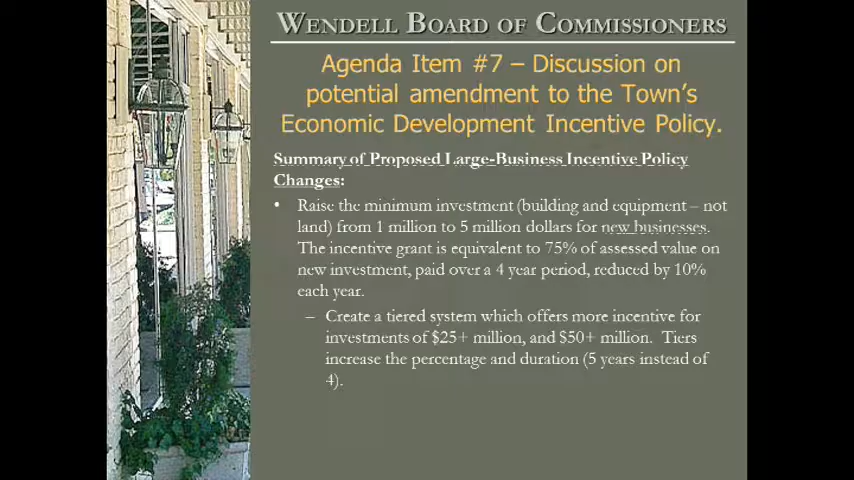 WENDELL BOARD OF COMMISSIONERS
Agenda Item #7 – Discussion on
potential amendment to the Town's
Economic Development Incentive Policy.
Summary of Proposed Large-Business Incentive Policy
Changes:
• Raise the minimum investment (building and equipment – not
land) from 1 million to 5 million dollars for new businesses.
The incentive grant is equivalent to 75% of assessed value on
new investment, paid over a 4 year period, reduced by 10%
each year.
– Create a tiered system which offers more incentive for
investments of $25+ million, and $50+ million. Tiers
increase the percentage and duration (5 years instead of
4).